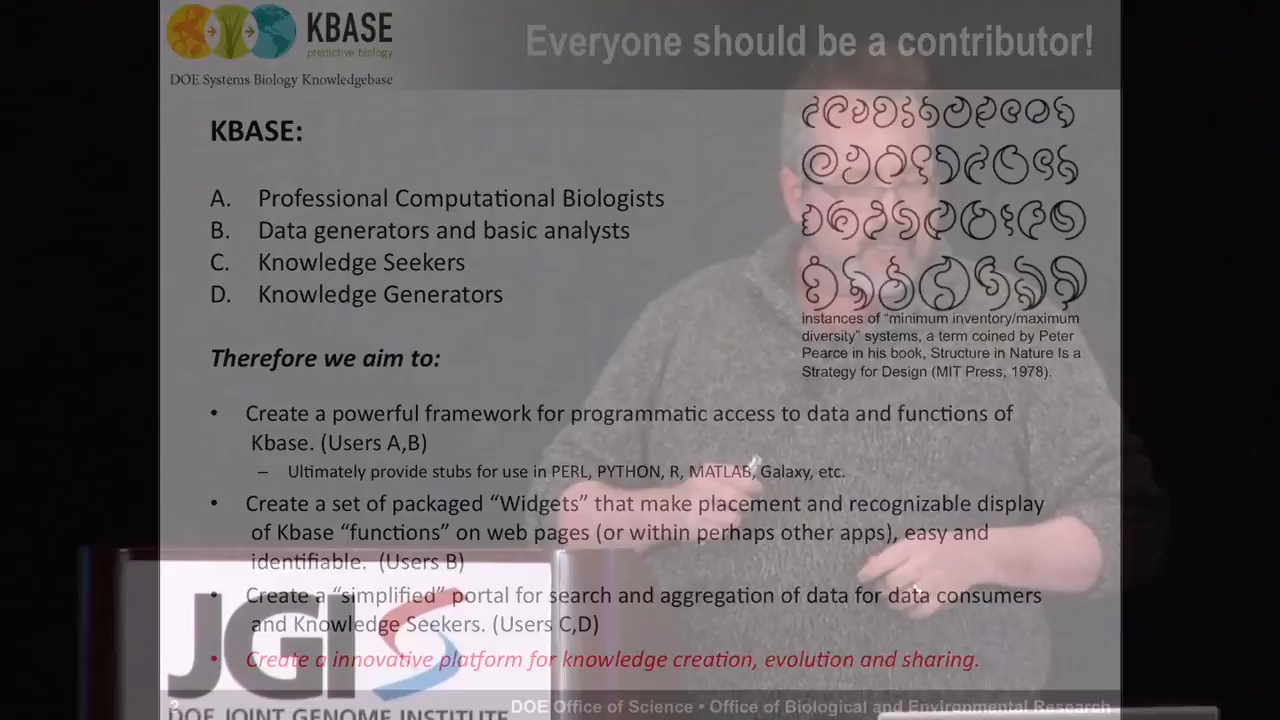 KBASE
predictive biology
DOE Systems Biology Knowledgebase
Everyone should be a contributor!
KBASE:
A. Professional Computational Biologists
B. Data generators and basic analysts
C. Knowledge Seekers
D. Knowledge Generators
instances of “minimum inventory/maximum
diversity” systems, a term coined by Peter
Pearce in his book, Structure in Nature Is a
Strategy for Design (MIT Press, 1978).
Therefore we aim to:
• Create a powerful framework for programmatic access to data and functions of
Kbase. (Users A,B)
– Ultimately provide stubs for use in PERL, PYTHON, R, MATLAB, Galaxy, etc.
• Create a set of packaged “Widgets” that make placement and recognizable display
of Kbase “functions” on web pages (or within perhaps other apps), easy and
identifiable. (Users B)
• Create a “simplified” portal for search and aggregation of data for data consumers
and Knowledge Seekers. (Users C,D)
• Create a innovative platform for knowledge creation, evolution and sharing.
JGI
2
DOE JOINT GENOME INSTITUTE
DOE Office of Science • Office of Biological and Environmental Research